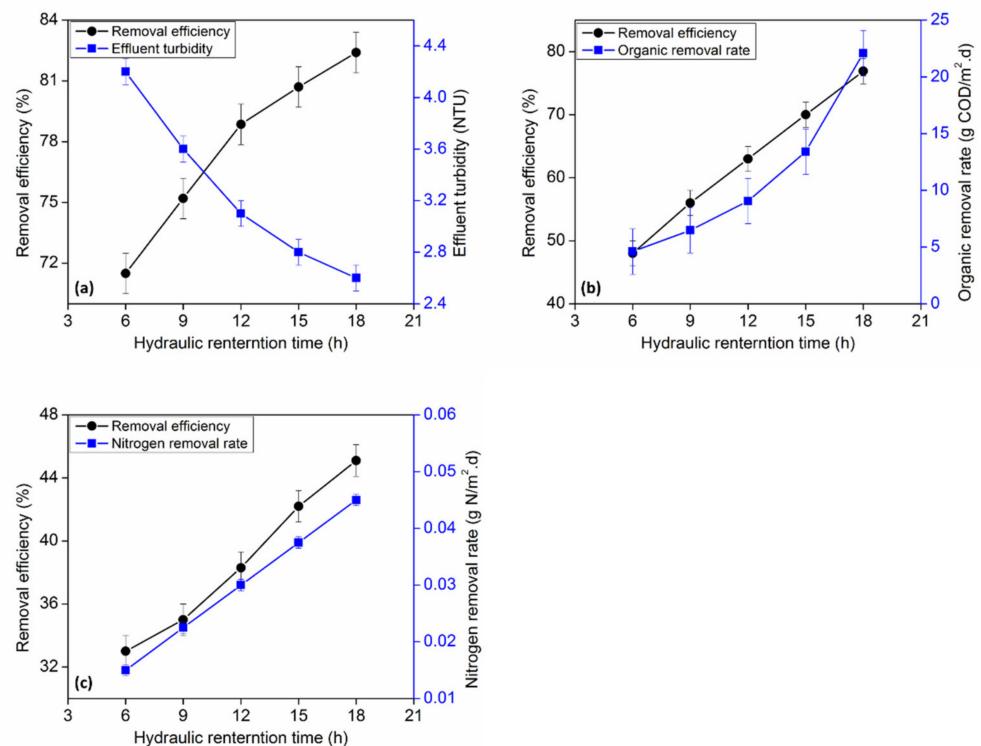 84
81
78
75
72
Removal efficiency (%)
Removal efficiency
Effluent turbidity
(a)
4.4
4.0
3.6
3.2
2.8
2.4
Effluent turbidity (NTU)
3 6 9 12 15 18 21
Hydraulic renterntion time (h)
80
70
60
50
40
Removal efficiency (%)
Removal efficiency
Organic removal rate
(b)
25
20
15
10
5
0
Organic removal rate (g COD/m².d)
3 6 9 12 15 18 21
Hydraulic renterntion time (h)
48
44
40
36
32
Removal efficiency (%)
Removal efficiency
Nitrogen removal rate
(c)
0.06
0.05
0.04
0.03
0.02
0.01
Nitrogen removal rate (g N/m².d)
3 6 9 12 15 18 21
Hydraulic renterntion time (h)